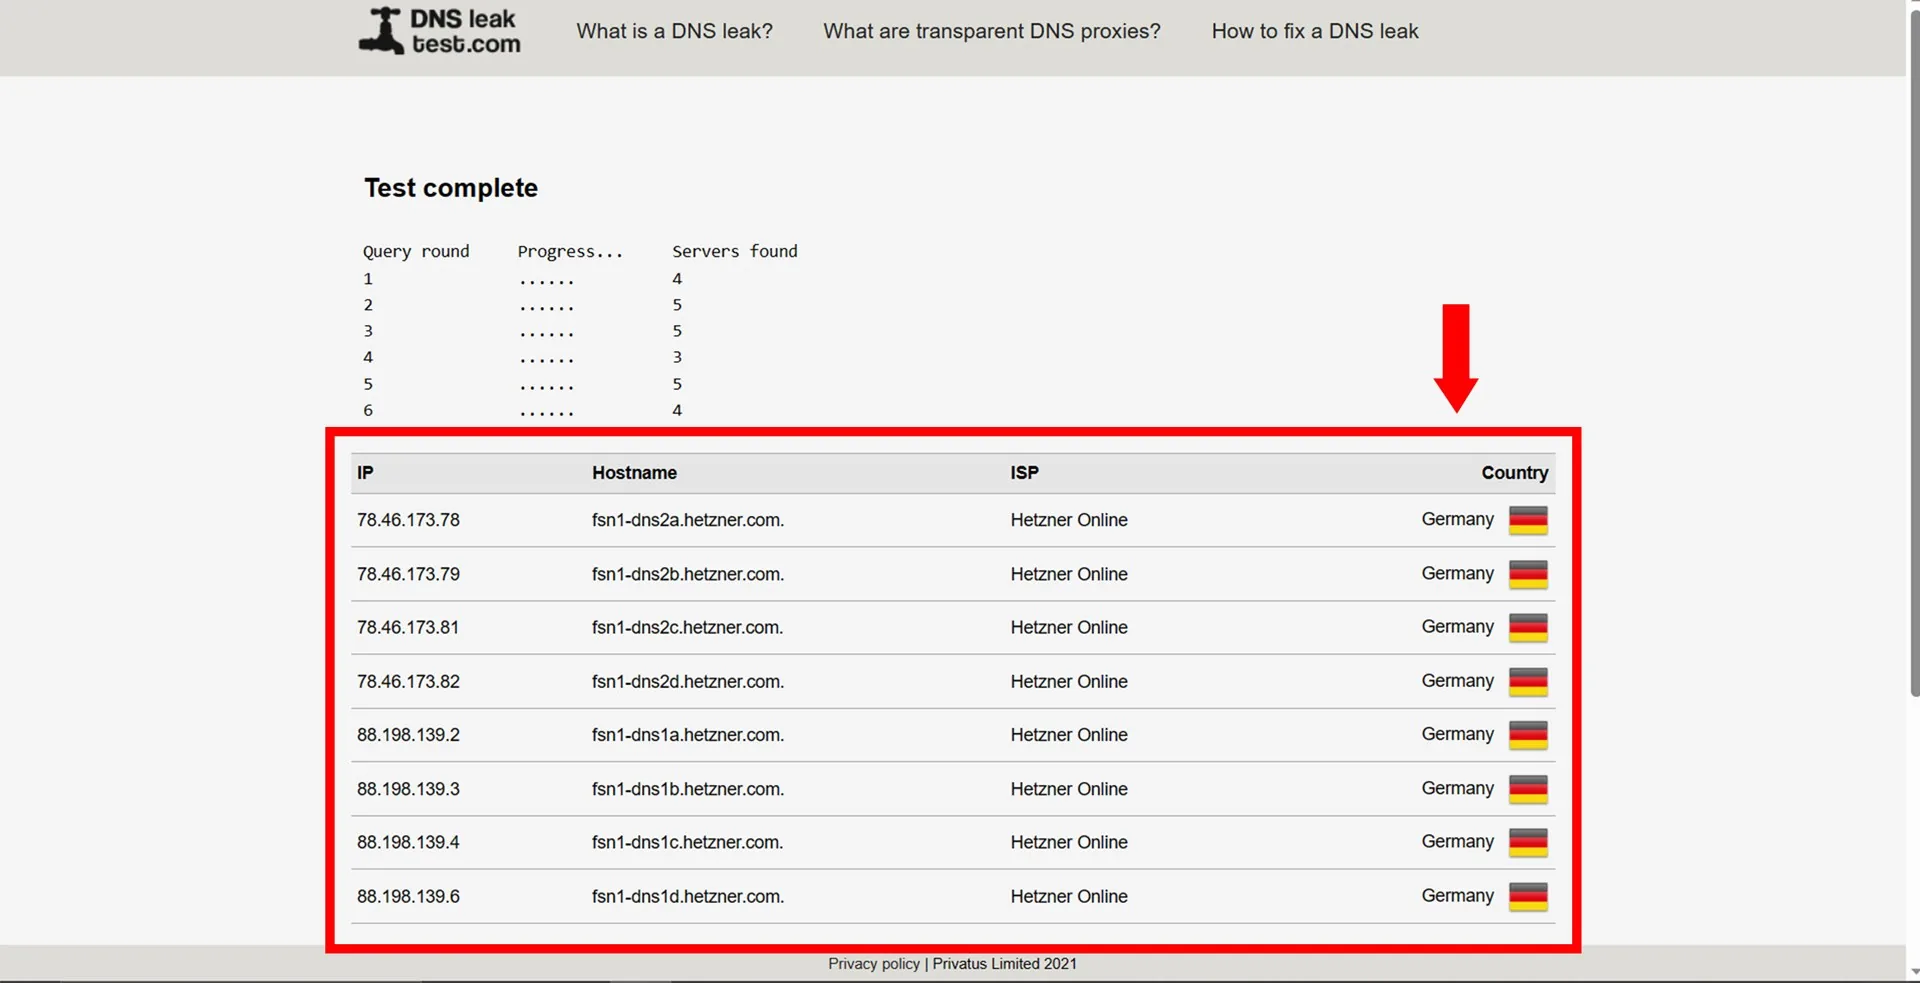 DNS leak
test.com
What is a DNS leak? What are transparent DNS proxies? How to fix a DNS leak
Test complete
Query round Progress... Servers found
1 ...... 4
2 ...... 5
3 ...... 5
4 ...... 3
5 ...... 5
6 ...... 4
IP Hostname ISP Country
78.46.173.78 fsn1-dns2a.hetzner.com. Hetzner Online Germany
78.46.173.79 fsn1-dns2b.hetzner.com. Hetzner Online Germany
78.46.173.81 fsn1-dns2c.hetzner.com. Hetzner Online Germany
78.46.173.82 fsn1-dns2d.hetzner.com. Hetzner Online Germany
88.198.139.2 fsn1-dns1a.hetzner.com. Hetzner Online Germany
88.198.139.3 fsn1-dns1b.hetzner.com. Hetzner Online Germany
88.198.139.4 fsn1-dns1c.hetzner.com. Hetzner Online Germany
88.198.139.6 fsn1-dns1d.hetzner.com. Hetzner Online Germany
Privacy policy | Privatus Limited 2021